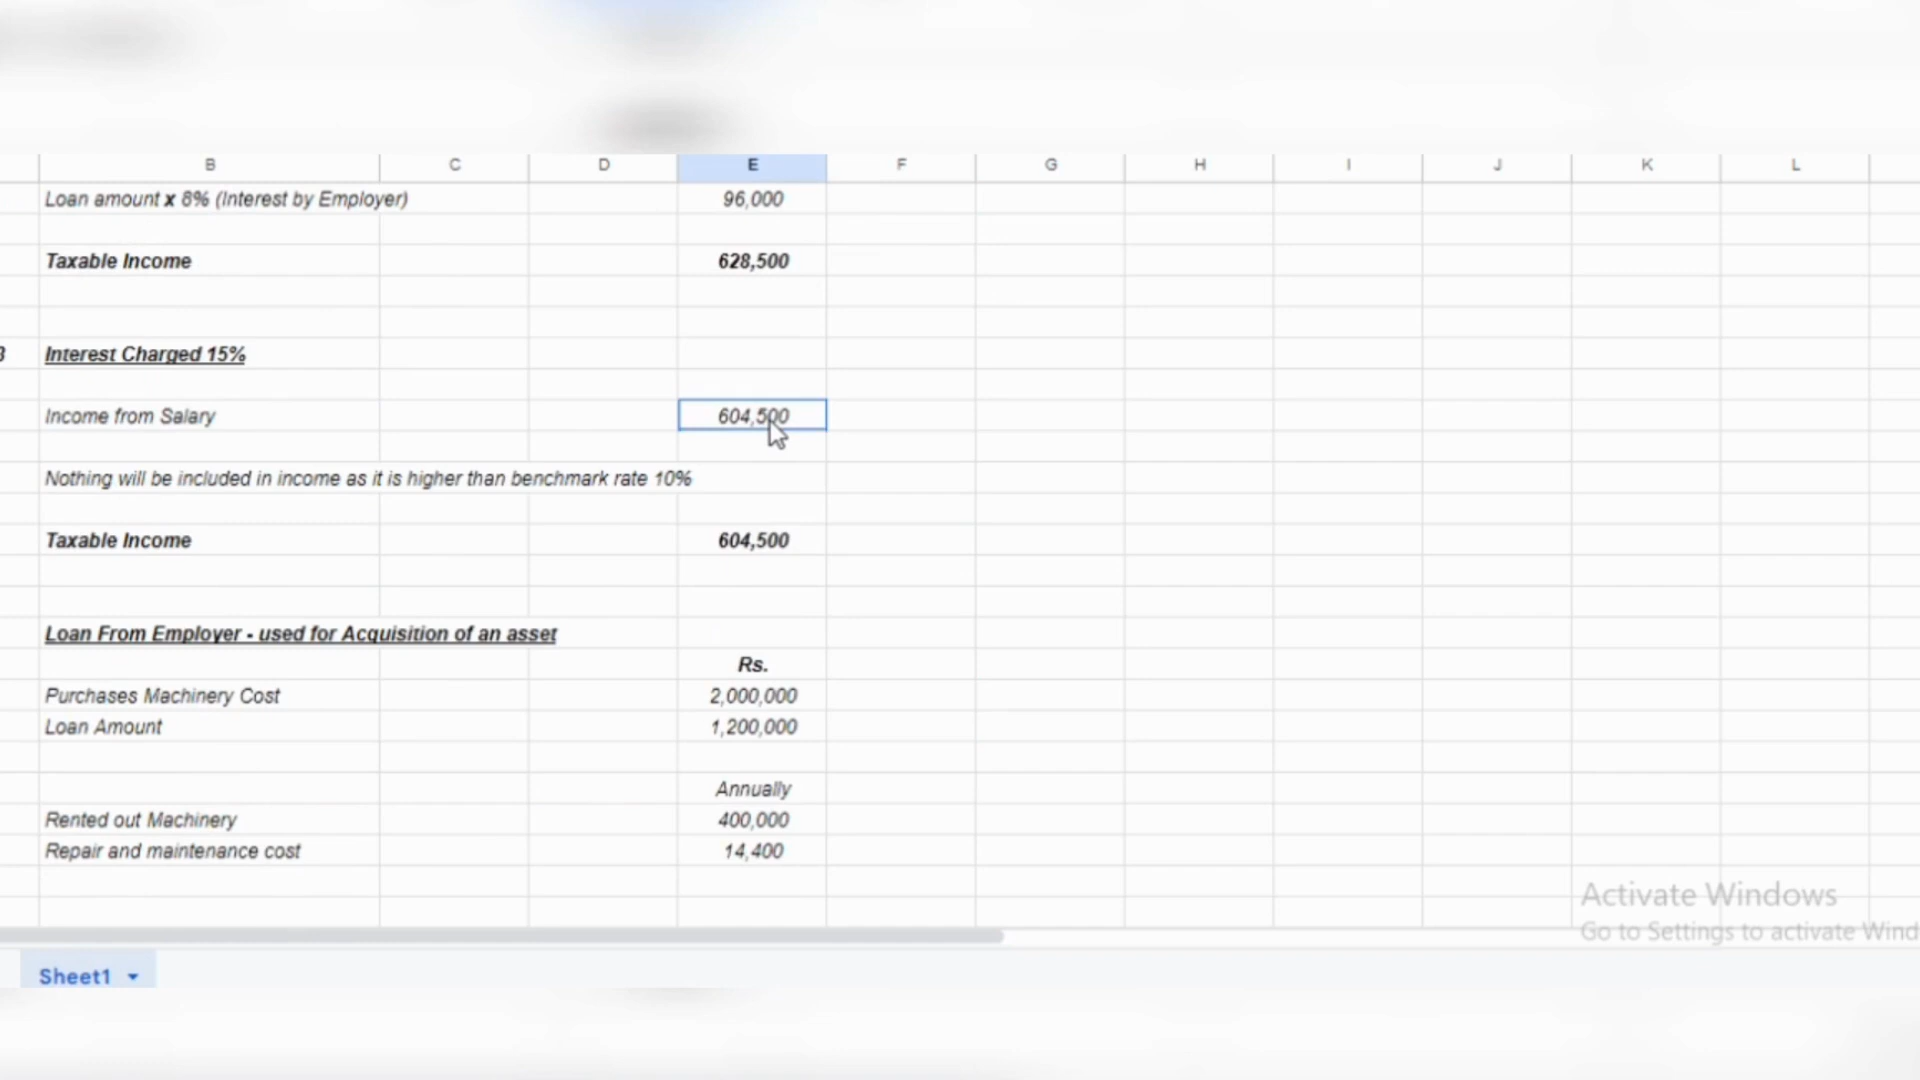 B C D E F G H I J K L
Loan amount x 8% (Interest by Employer) 96,000
Taxable Income 628,500
3 Interest Charged 15%
Income from Salary 604,500
Nothing will be included in income as it is higher than benchmark rate 10%
Taxable Income 604,500
Loan From Employer - used for Acquisition of an asset
Rs.
Purchases Machinery Cost 2,000,000
Loan Amount 1,200,000
Annually
Rented out Machinery 400,000
Repair and maintenance cost 14,400
Activate Windows
Go to Settings to activate Wind
Sheet1